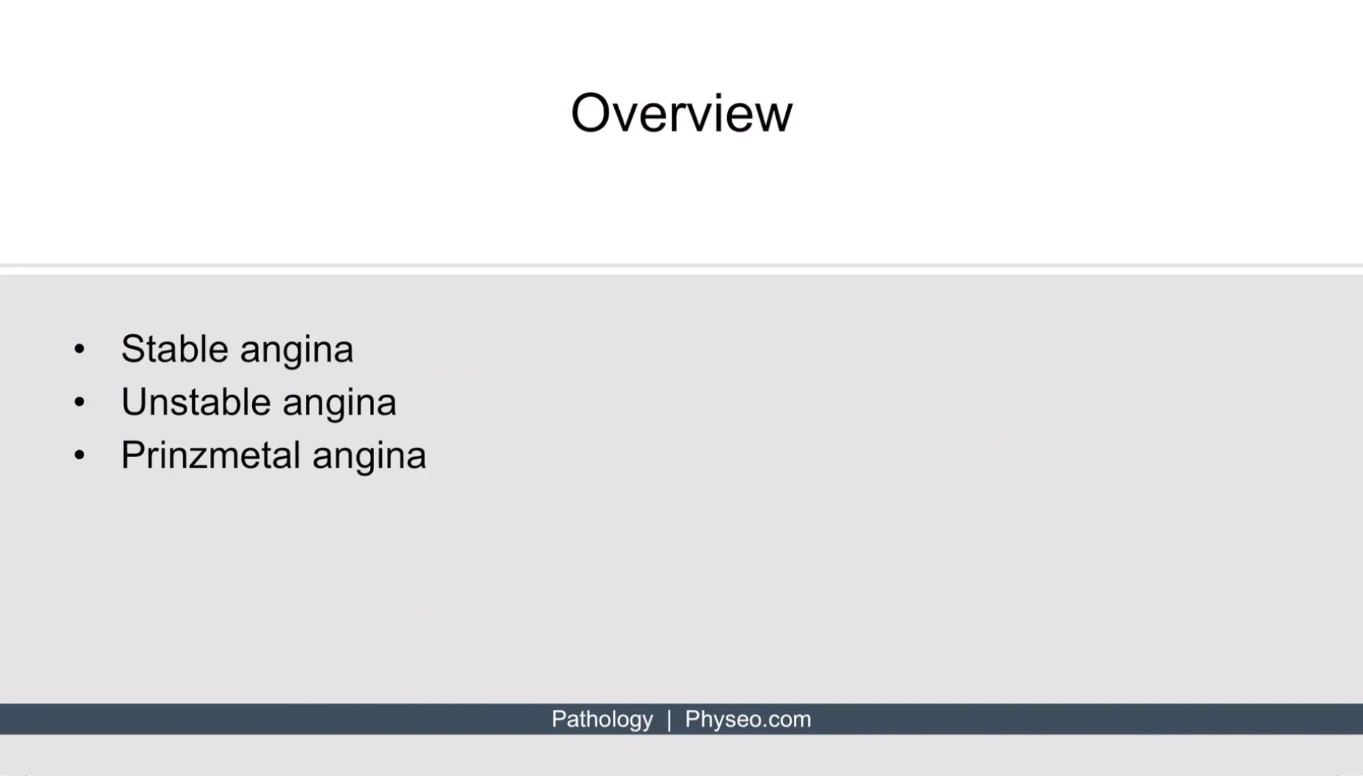 Overview
• Stable angina
• Unstable angina
• Prinzmetal angina
Pathology | Physeo.com